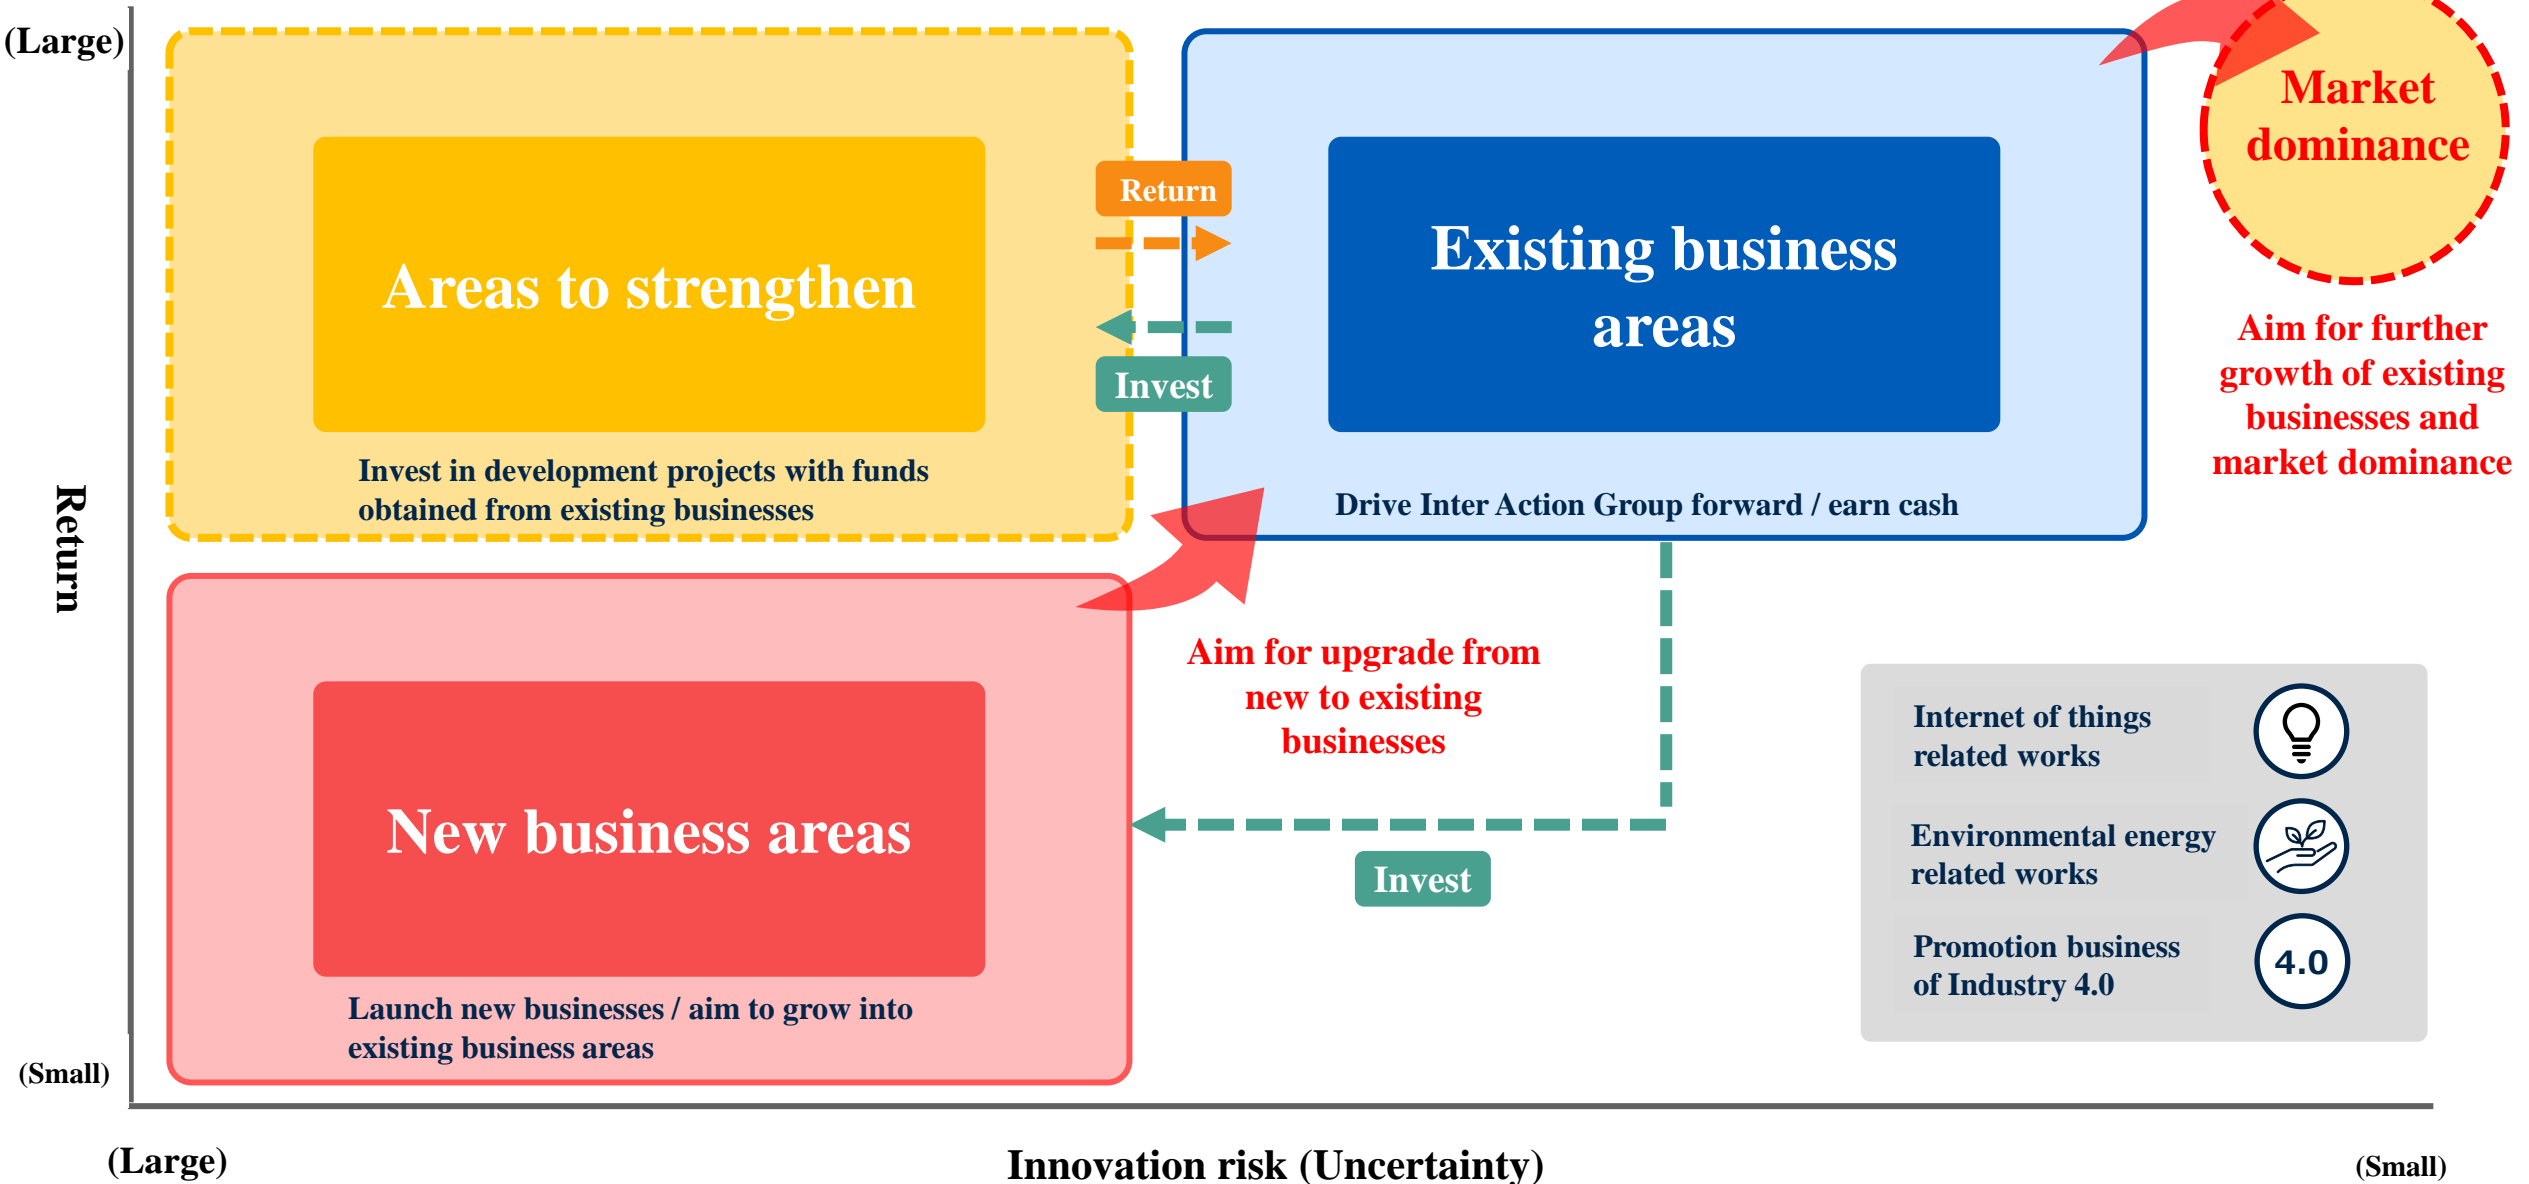 (Large)
Return
(Small)
Areas to strengthen
Invest in development projects with funds
obtained from existing businesses
Return
Invest
Existing business
areas
Drive Inter Action Group forward / earn cash
Market
dominance
Aim for further
growth of existing
businesses and
market dominance
New business areas
Launch new businesses / aim to grow into
existing business areas
Aim for upgrade from
new to existing
businesses
Invest
Internet of things
related works
Environmental energy
related works
Promotion business
of Industry 4.0
4.0
(Large)
Innovation risk (Uncertainty)
(Small)